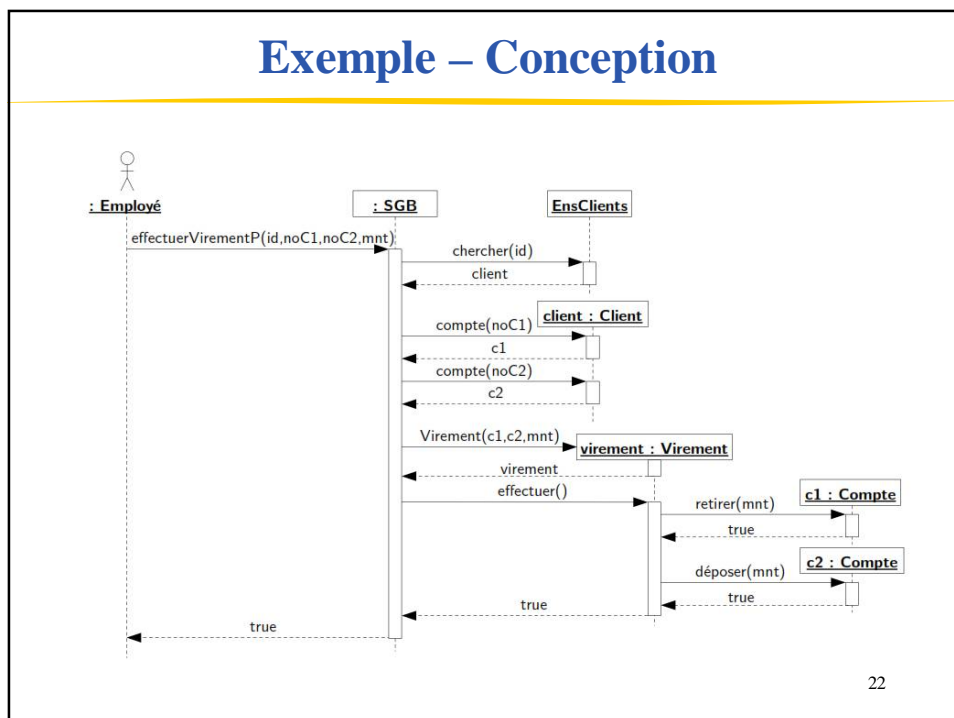 Exemple – Conception
: Employé
: SGB
EnsClients
effectuerVirementP(id,noC1,noC2,mnt)
chercher(id)
client
client : Client
compte(noC1)
c1
compte(noC2)
c2
Virement(c1,c2,mnt)
virement : Virement
virement
effectuer()
c1 : Compte
retirer(mnt)
true
c2 : Compte
déposer(mnt)
true
true
true
22